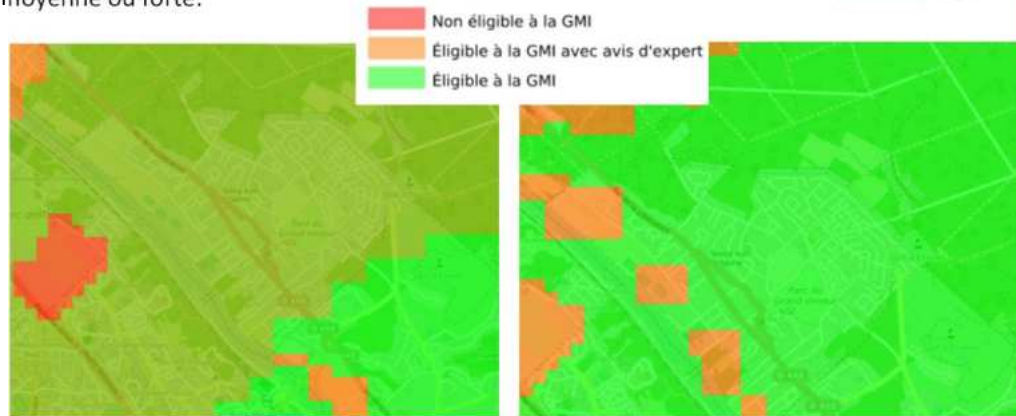 moyenne ou forte.
Non éligible à la GMI
Éligible à la GMI avec avis d'expert
Éligible à la GMI